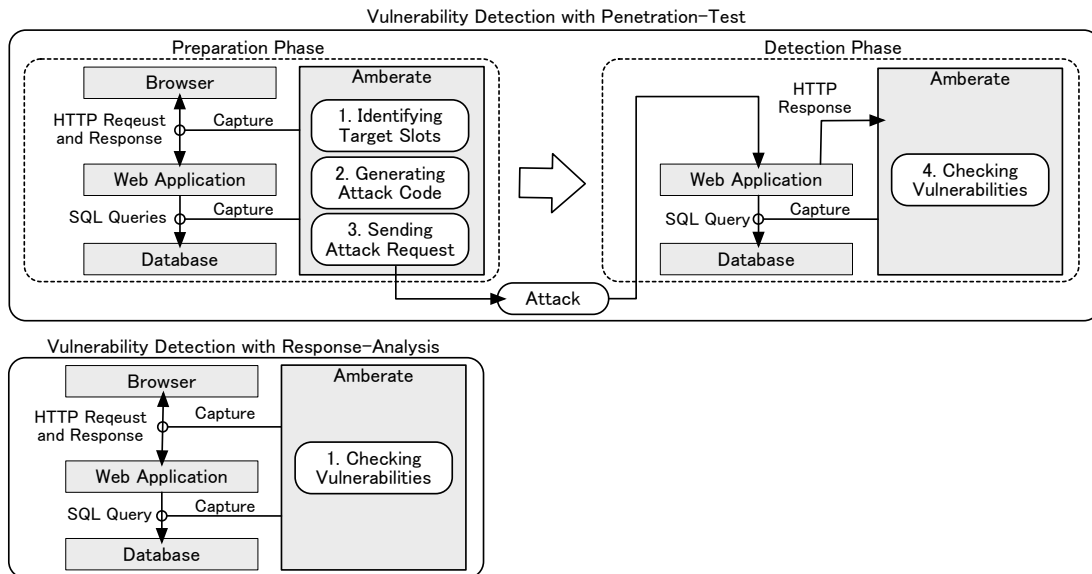 Vulnerability Detection with Penetration-Test
Preparation Phase
Browser
HTTP Reqeust
and Response
Capture
Web Application
SQL Queries
Capture
Database
Amberate
1. Identifying
Target Slots
2. Generating
Attack Code
3. Sending
Attack Request
Attack
Detection Phase
HTTP
Response
Web Application
SQL Query
Capture
Database
Amberate
4. Checking
Vulnerabilities
Vulnerability Detection with Response-Analysis
Browser
HTTP Reqeust
and Response
Capture
Web Application
SQL Query
Capture
Database
Amberate
1. Checking
Vulnerabilities